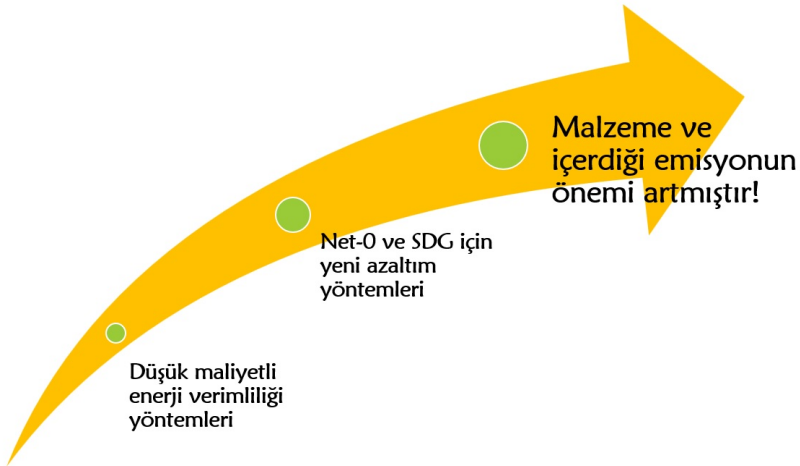 Malzeme ve
içerdiği emisyonun
önemi artmıştır!
Net-0 ve SDG için
yeni azaltım
yöntemleri
Düşük maliyetli
enerji verimliliği
yöntemleri